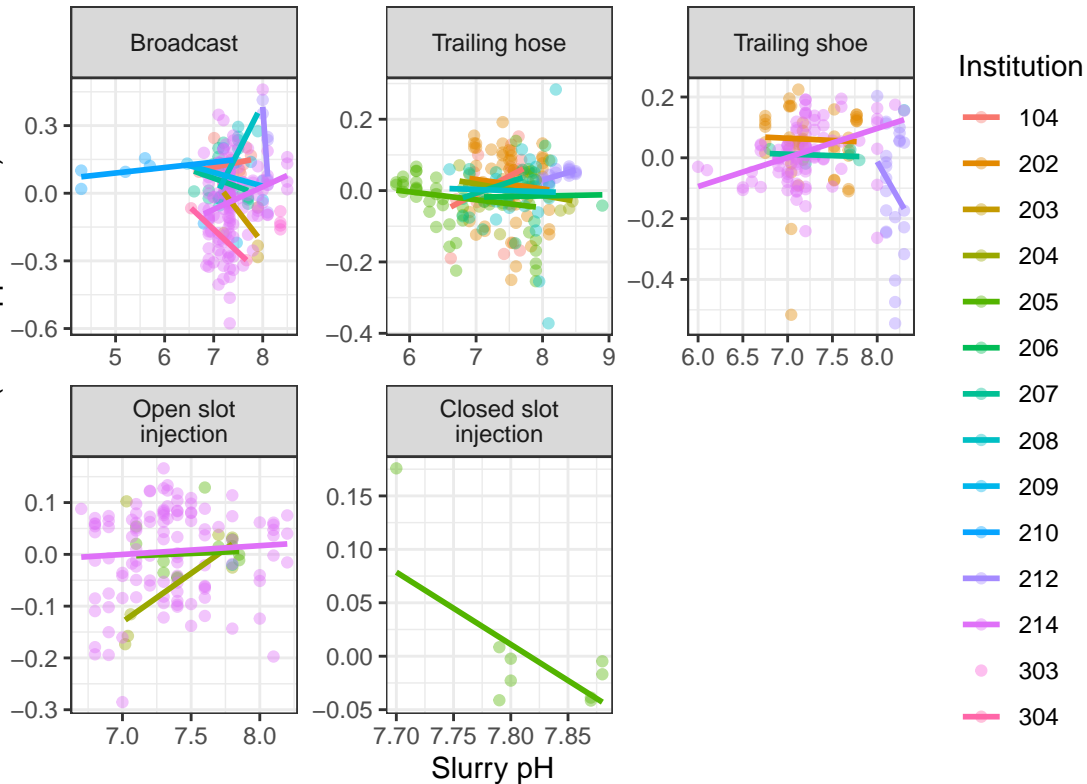 Broadcast
Trailing hose
Trailing shoe
0.3
0.0
−0.3
−0.6
5 6 7 8
0.2
0.0
−0.2
−0.4
6 7 8 9
0.2
0.0
−0.2
−0.4
6.0 6.5 7.0 7.5 8.0
Open slot
injection
Closed slot
injection
0.1
0.0
−0.1
−0.2
−0.3
7.0 7.5 8.0
0.15
0.10
0.05
0.00
−0.05
7.70 7.75 7.80 7.85
Slurry pH
Institution
104
202
203
204
205
206
207
208
209
210
212
214
303
304